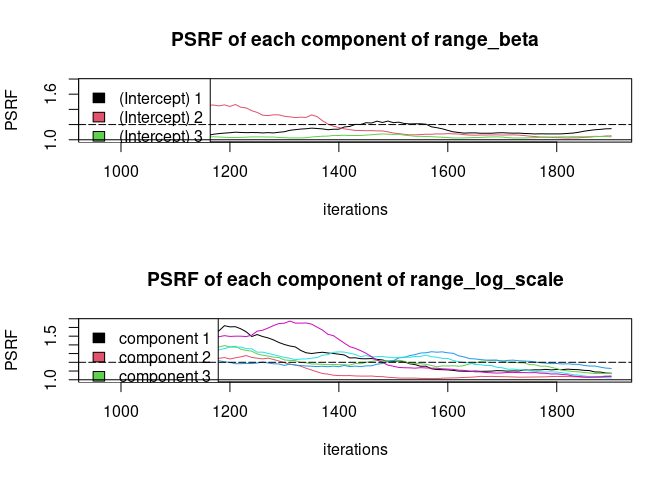 PSRF of each component of range_beta
PSRF
1.0
1.6
(Intercept) 1
(Intercept) 2
(Intercept) 3
1000 1200 1400 1600 1800
iterations
PSRF of each component of range_log_scale
PSRF
1.0
1.5
component 1
component 2
component 3
1000 1200 1400 1600 1800
iterations